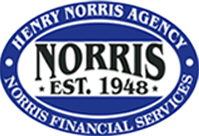 • HENRY NORRIS AGENCY •
NORRIS
★ EST. 1948 ★
NORRIS FINANCIAL SERVICES